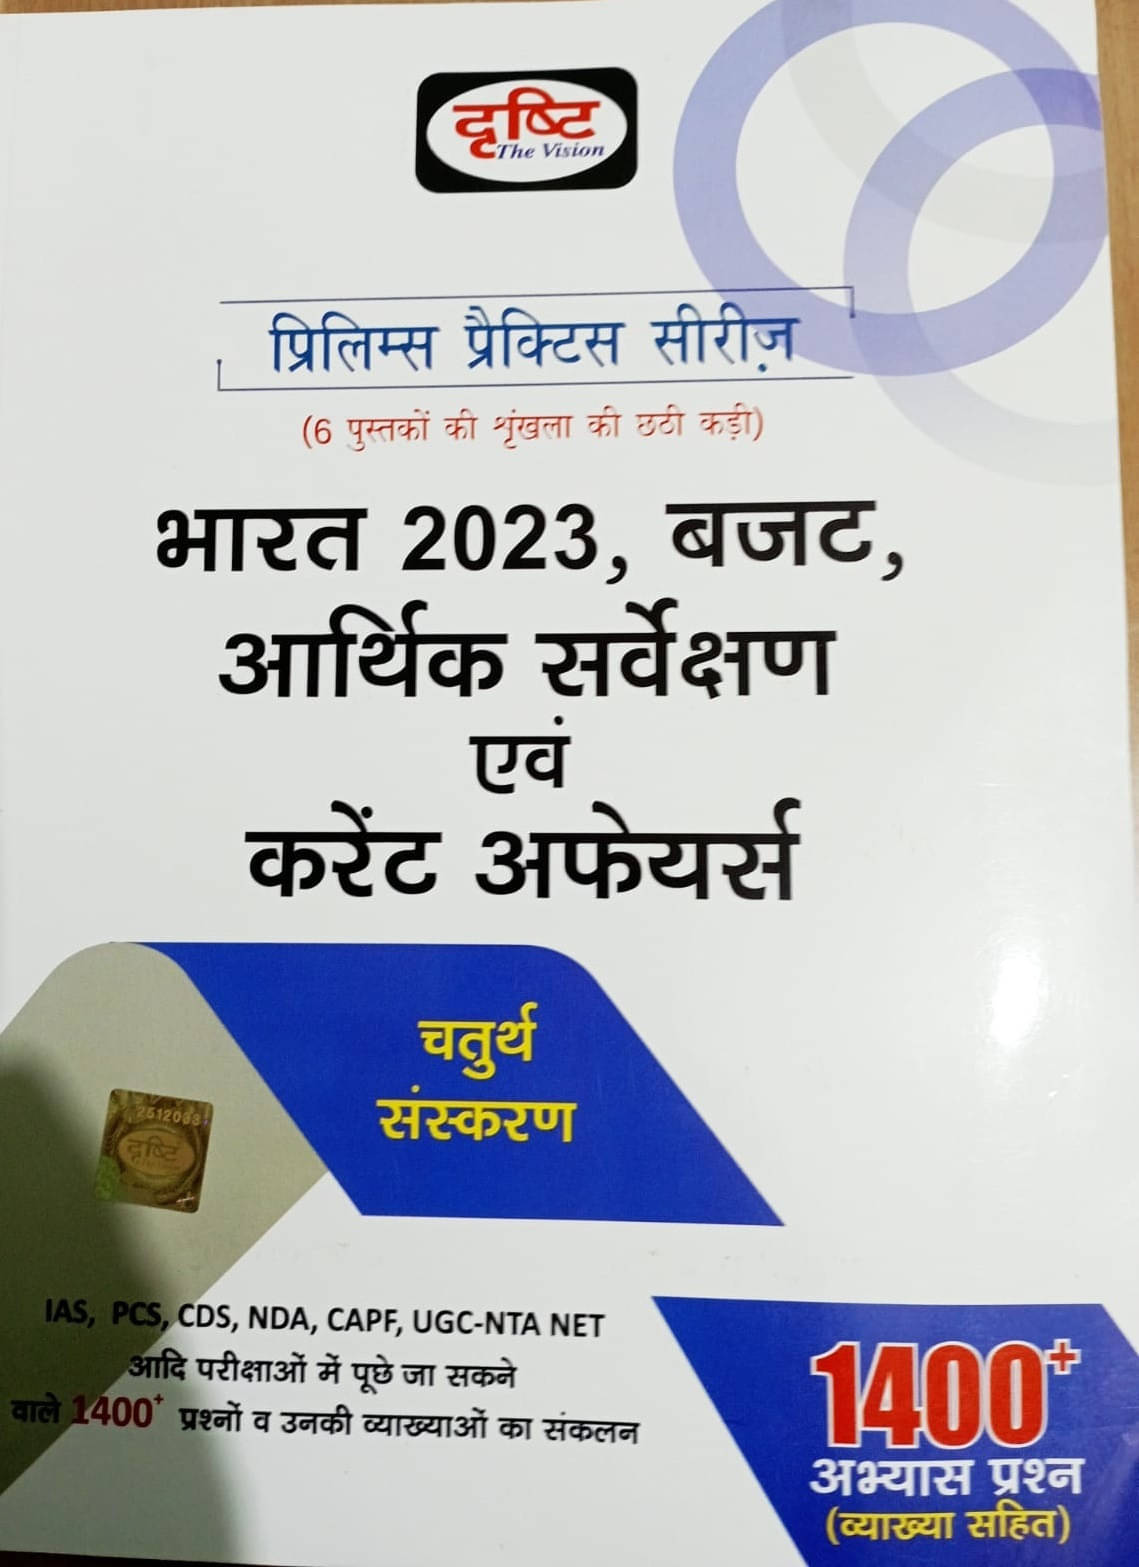 दृष्टि
The Vision
प्रिलिम्स प्रैक्टिस सीरीज़
(6 पुस्तकों की शृंखला की छठी कड़ी)
भारत 2023, बजट,
आर्थिक सर्वेक्षण
एवं
करेंट अफेयर्स
चतुर्थ
संस्करण
दृष्टि
IAS, PCS, CDS, NDA, CAPF, UGC-NTA NET
आदि परीक्षाओं में पूछे जा सकने
वाले 1400+ प्रश्नों व उनकी व्याख्याओं का संकलन
1400+
अभ्यास प्रश्न
(व्याख्या सहित)